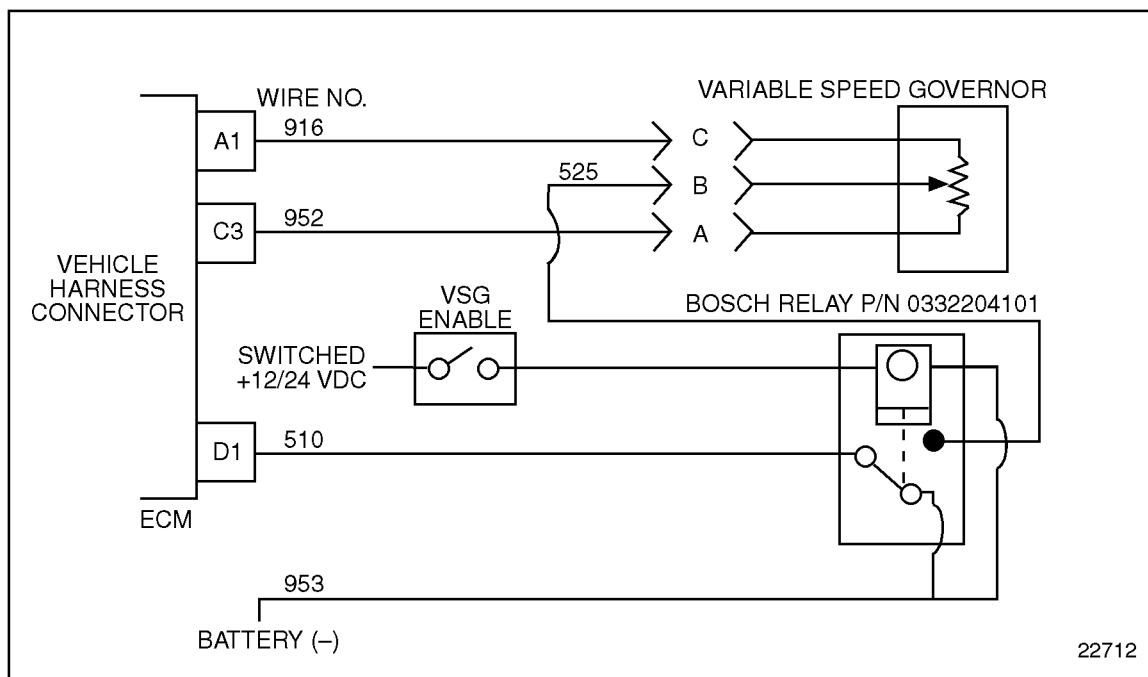 WIRE NO.
VARIABLE SPEED GOVERNOR
A1
916
C
525
B
C3
952
A
VEHICLE
HARNESS
CONNECTOR
VSG
ENABLE
BOSCH RELAY P/N 0332204101
SWITCHED
+12/24 VDC
D1
510
ECM
953
BATTERY (–)
22712